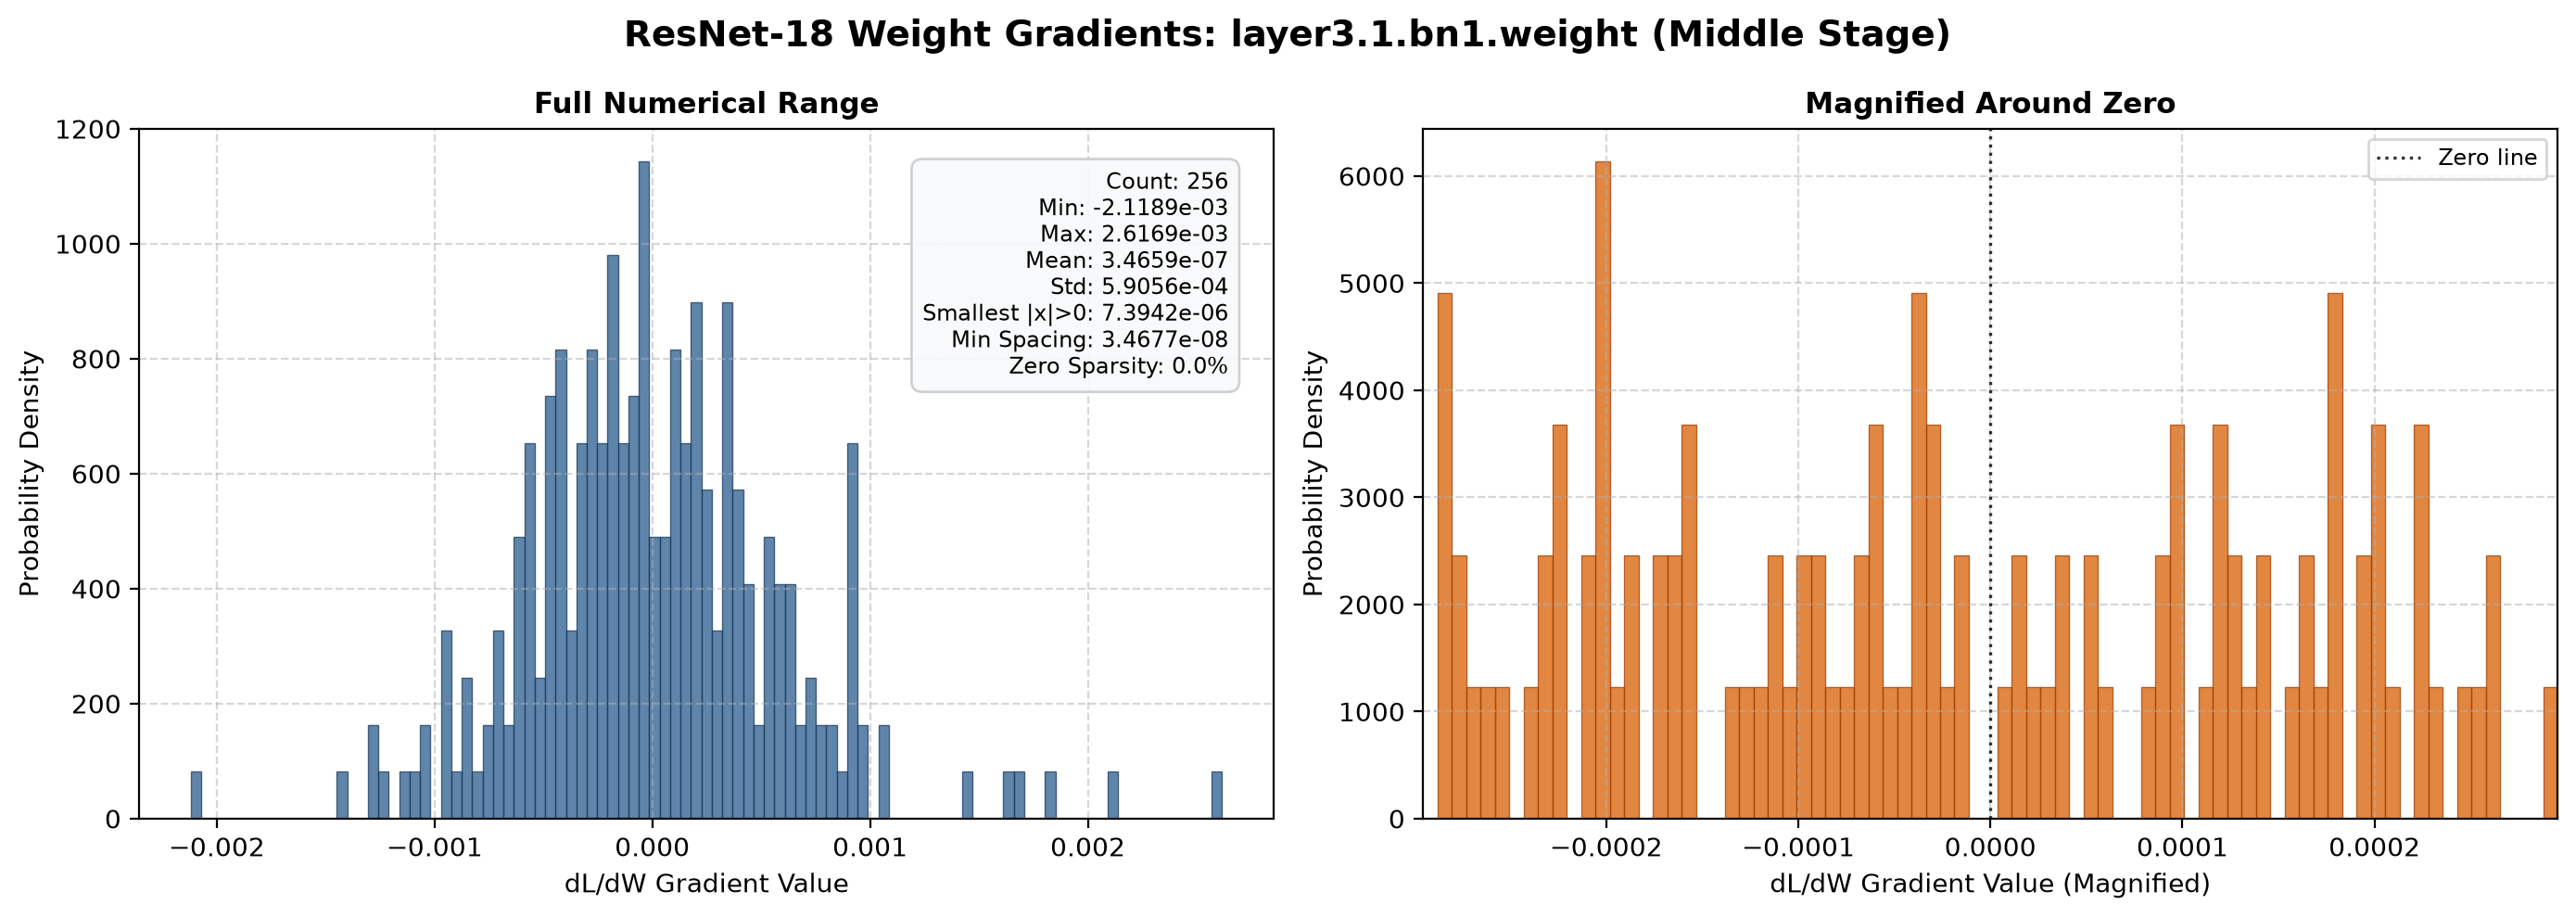 ResNet-18 Weight Gradients: layer3.1.bn1.weight (Middle Stage)
Full Numerical Range
Probability Density
1200
1000
800
600
400
200
0
Count: 256
Min: -2.1189e-03
Max: 2.6169e-03
Mean: 3.4659e-07
Std: 5.9056e-04
Smallest |x|>0: 7.3942e-06
Min Spacing: 3.4677e-08
Zero Sparsity: 0.0%
−0.002 −0.001 0.000 0.001 0.002
dL/dW Gradient Value
Magnified Around Zero
Probability Density
6000
5000
4000
3000
2000
1000
0
Zero line
−0.0002 −0.0001 0.0000 0.0001 0.0002
dL/dW Gradient Value (Magnified)